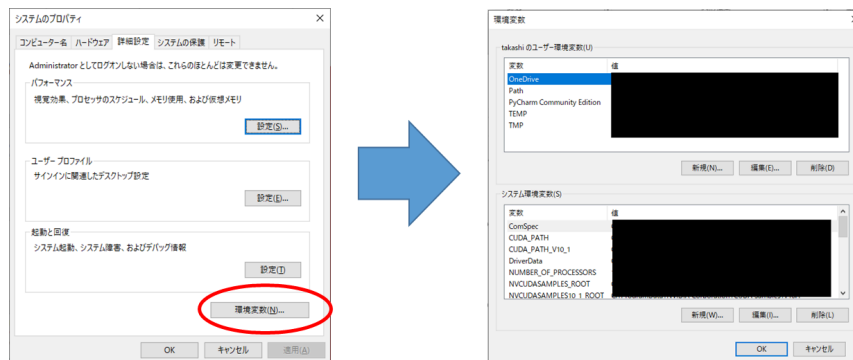 システムのプロパティ
コンピューター名 ハードウェア 詳細設定 システムの保護 リモート
Administrator としてログオンしない場合は、これらのほとんどは変更できません。
パフォーマンス
視覚効果、プロセッサのスケジュール、メモリ使用、および仮想メモリ
設定(S)...
ユーザー プロファイル
サインインに関連したデスクトップ設定
設定(E)...
起動と回復
システム起動、システム障害、およびデバッグ情報
設定(T)
環境変数(N)...
OK キャンセル 適用(A)
環境変数
takashi のユーザー環境変数(U)
変数 値
OneDrive
Path
PyCharm Community Edition
TEMP
TMP
新規(N)... 編集(E)... 削除(D)
システム環境変数(S)
変数 値
ComSpec
CUDA_PATH
CUDA_PATH_V10_1
DriverData
NUMBER_OF_PROCESSORS
NVCUDASAMPLES_ROOT
NVCUDASAMPLES10_1_ROOT
新規(W)... 編集(I)... 削除(L)
OK キャンセル